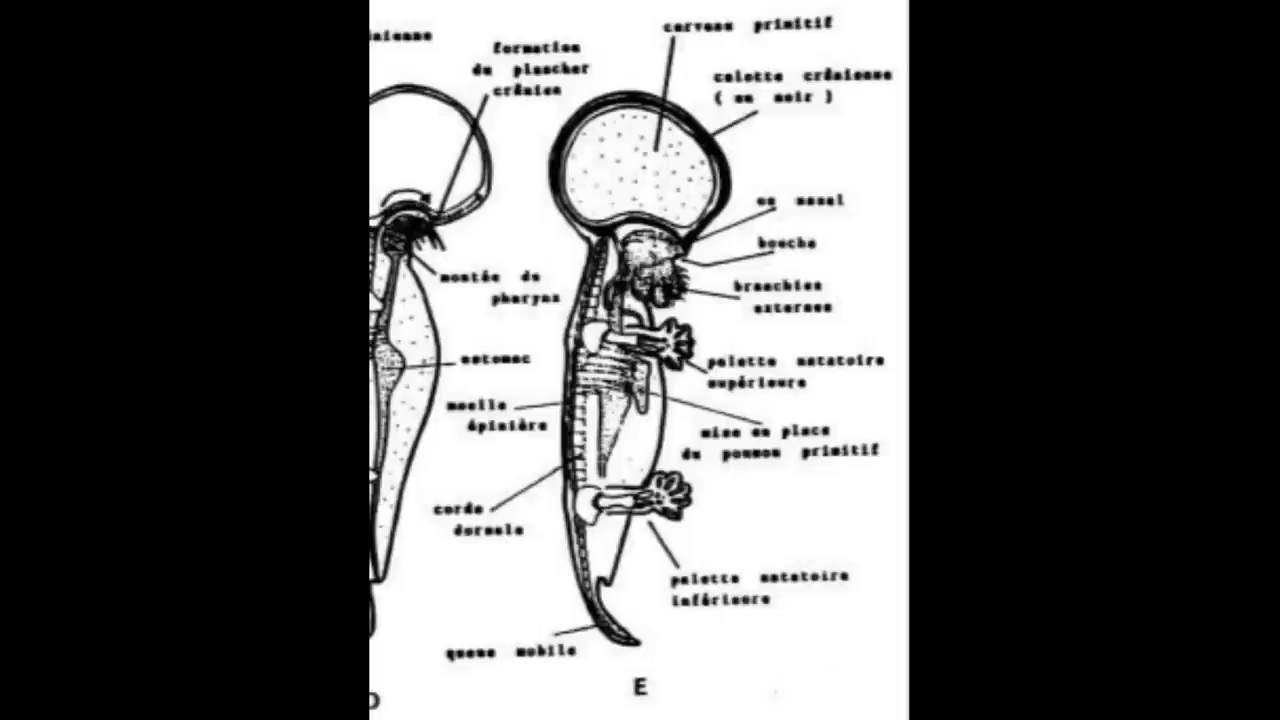 formation
du plancher
crânien
montée du
pharynx
estomac
moelle
épinière
corde
dorsale
queue mobile
cerveau primitif
calotte crânienne
( en noir )
os nasal
bouche
branchies
externes
palette natatoire
supérieure
mise en place
du poumon primitif
palette natatoire
inférieure
E